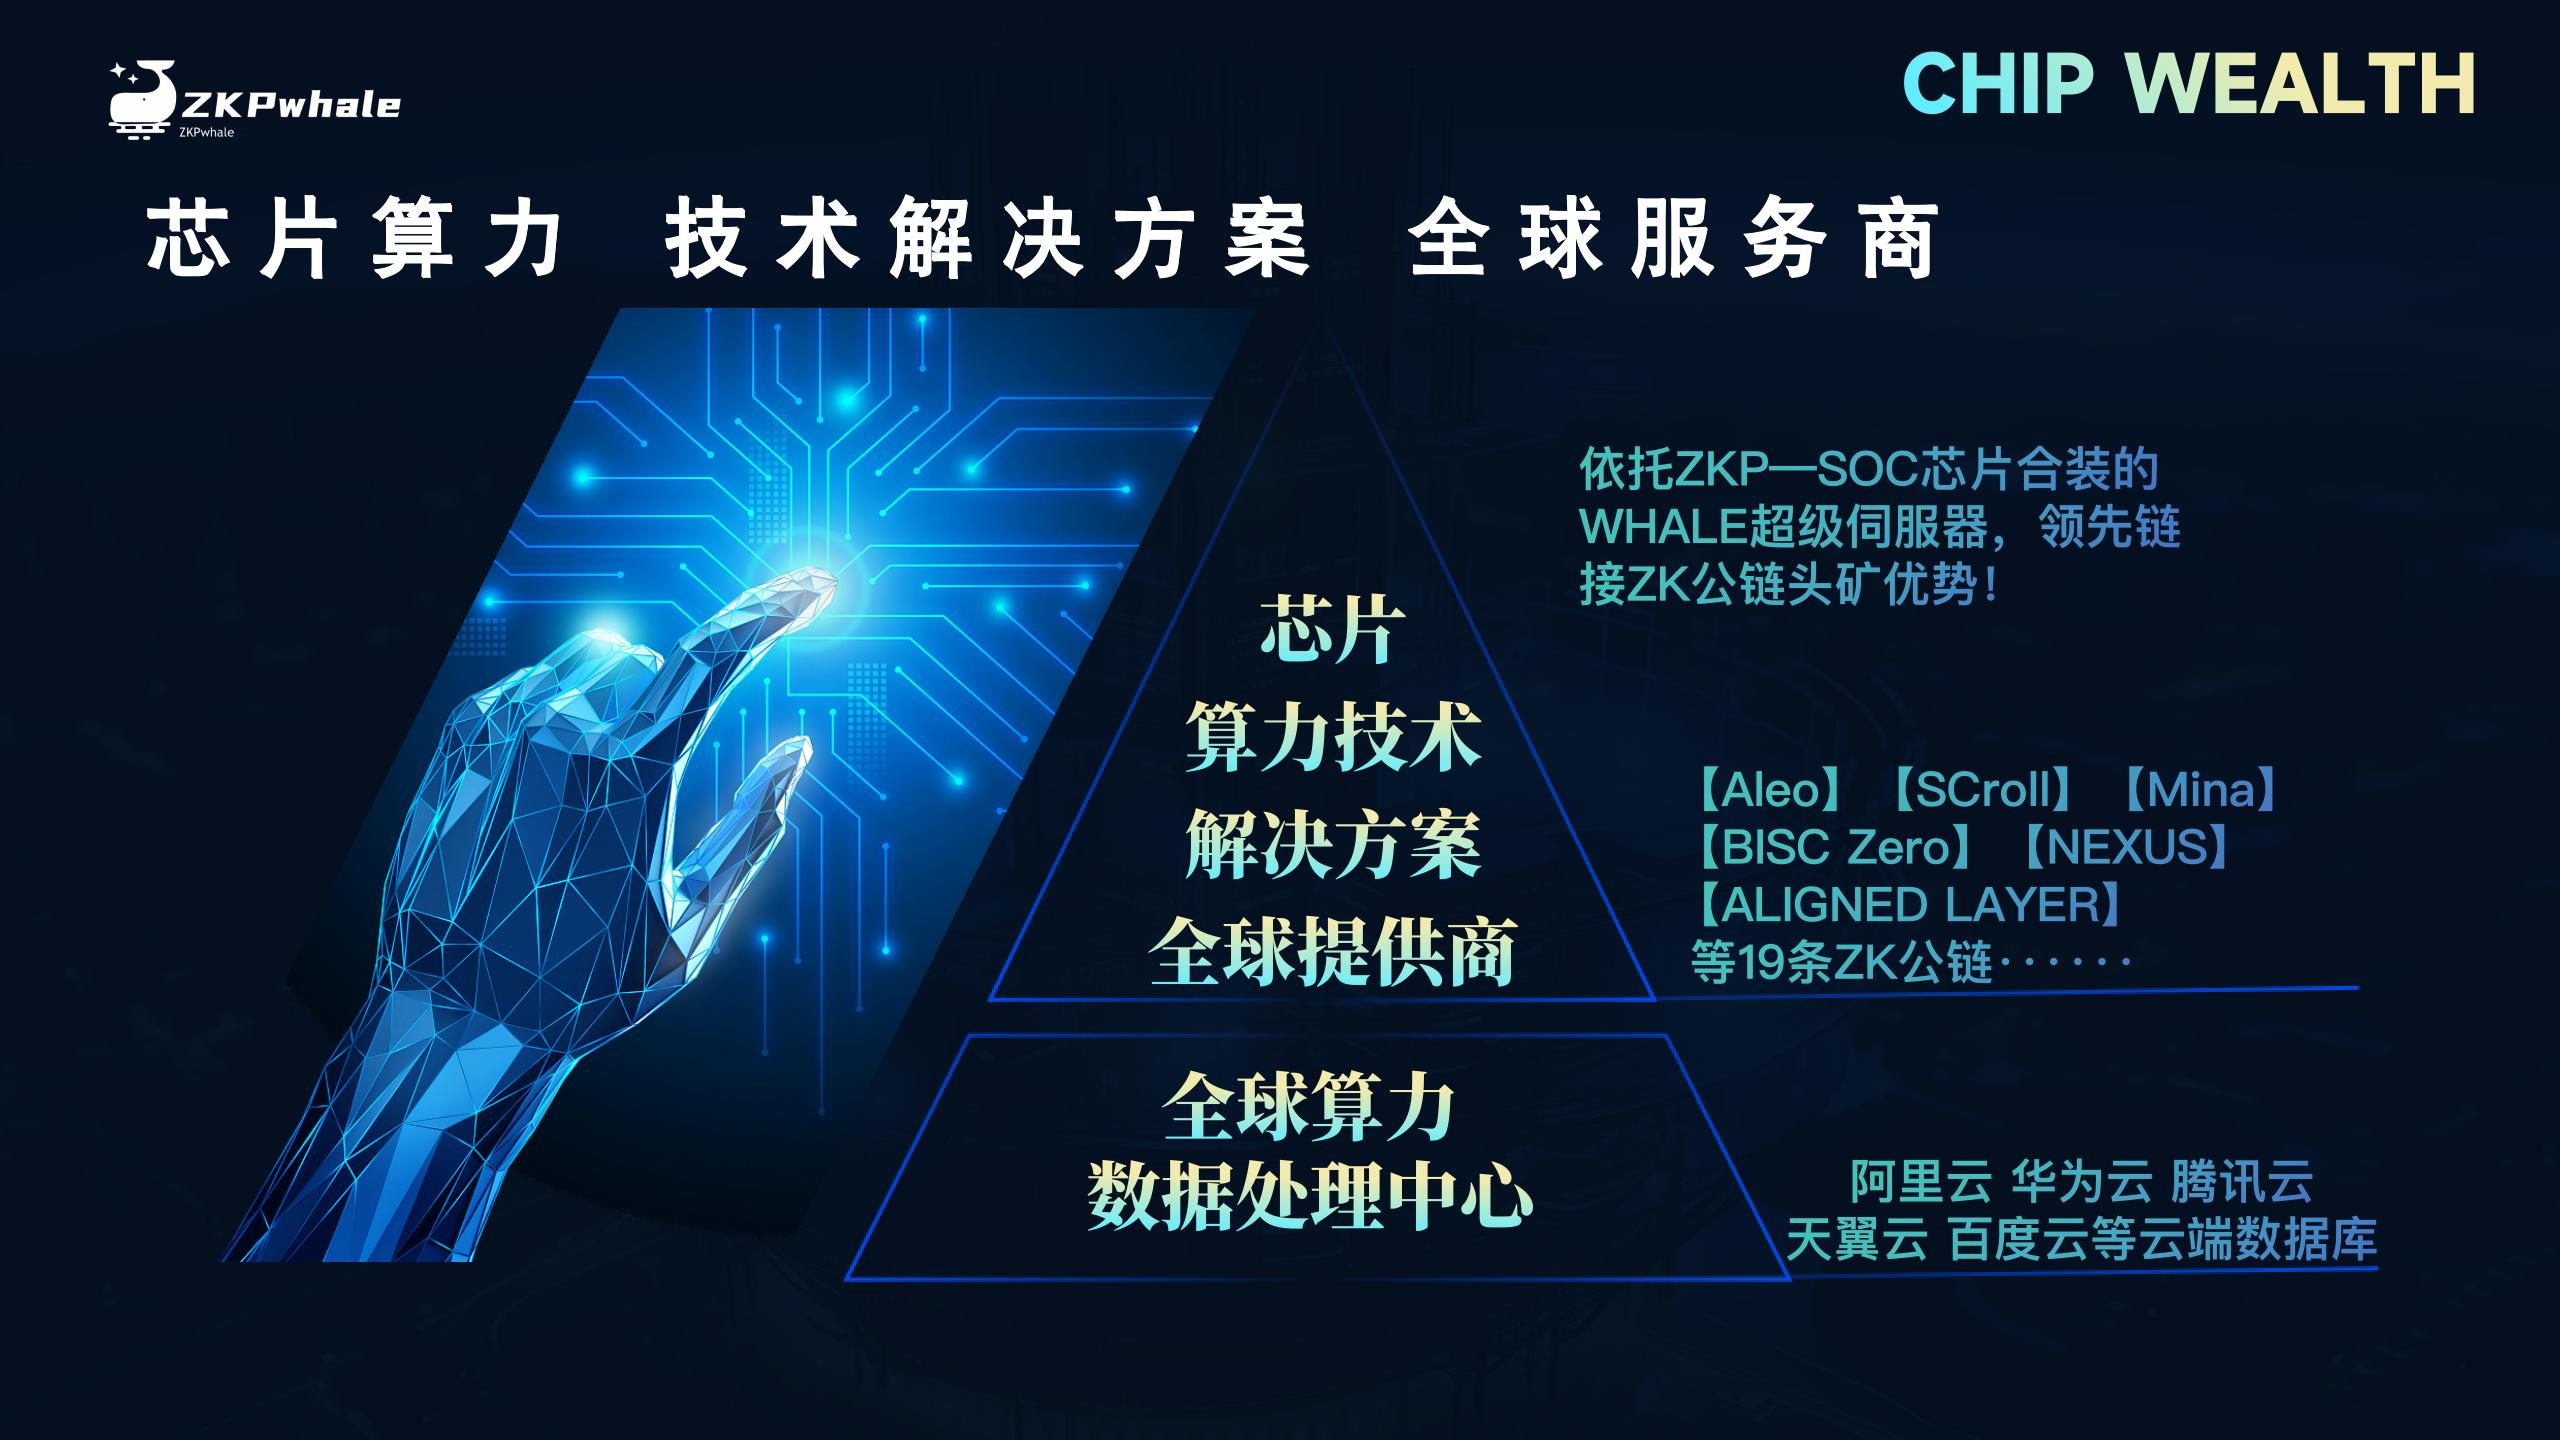 ZKPwhale
ZKPwhale
CHIP WEALTH
芯片算力 技术解决方案 全球服务商
依托ZKP—SOC芯片合装的
WHALE超级伺服器，领先链
接ZK公链头矿优势！
芯片
算力技术
解决方案
全球提供商
【Aleo】【SCroll】【Mina】
【BISC Zero】【NEXUS】
【ALIGNED LAYER】
等19条ZK公链······
全球算力
数据处理中心
阿里云 华为云 腾讯云
天翼云 百度云等云端数据库